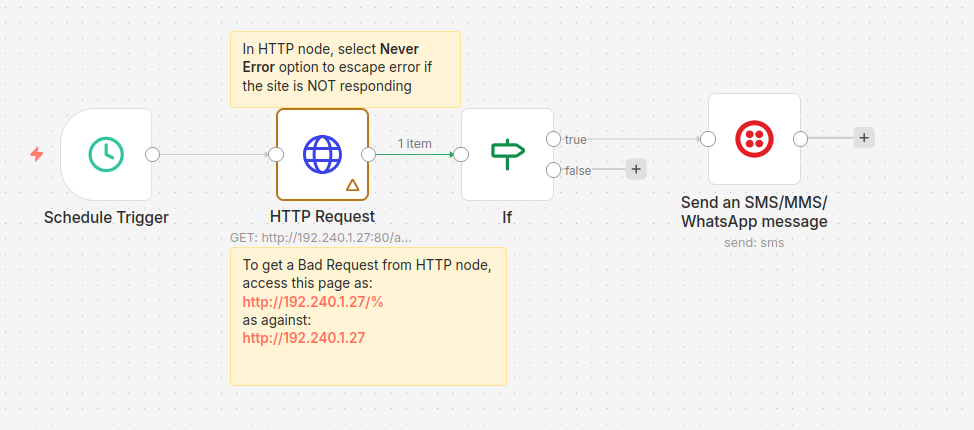 In HTTP node, select Never
Error option to escape error if
the site is NOT responding
1 item
true
false
Schedule Trigger
HTTP Request
If
Send an SMS/MMS/
WhatsApp message
GET: http://192.240.1.27:80/a...
send: sms
To get a Bad Request from HTTP node,
access this page as:
http://192.240.1.27/%
as against:
http://192.240.1.27